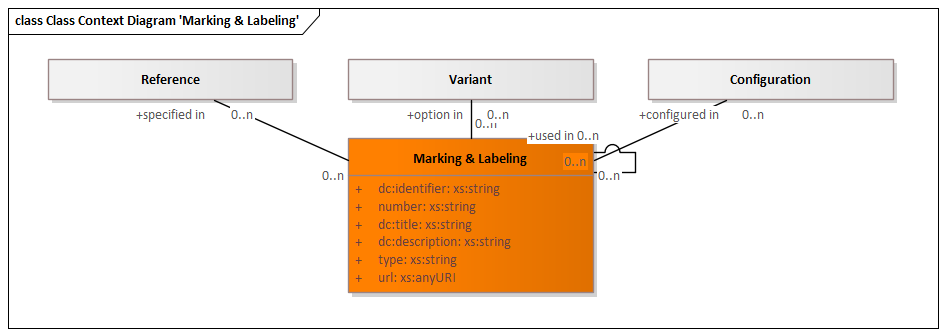 class Class Context Diagram 'Marking & Labeling'
Reference
Variant
Configuration
+specified in 0..n
+option in 0..n
+configured in 0..n
0..n
+used in 0..n
Marking & Labeling
0..n
0..n
0..n
+ dc:identifier: xs:string
+ number: xs:string
+ dc:title: xs:string
+ dc:description: xs:string
+ type: xs:string
+ url: xs:anyURI